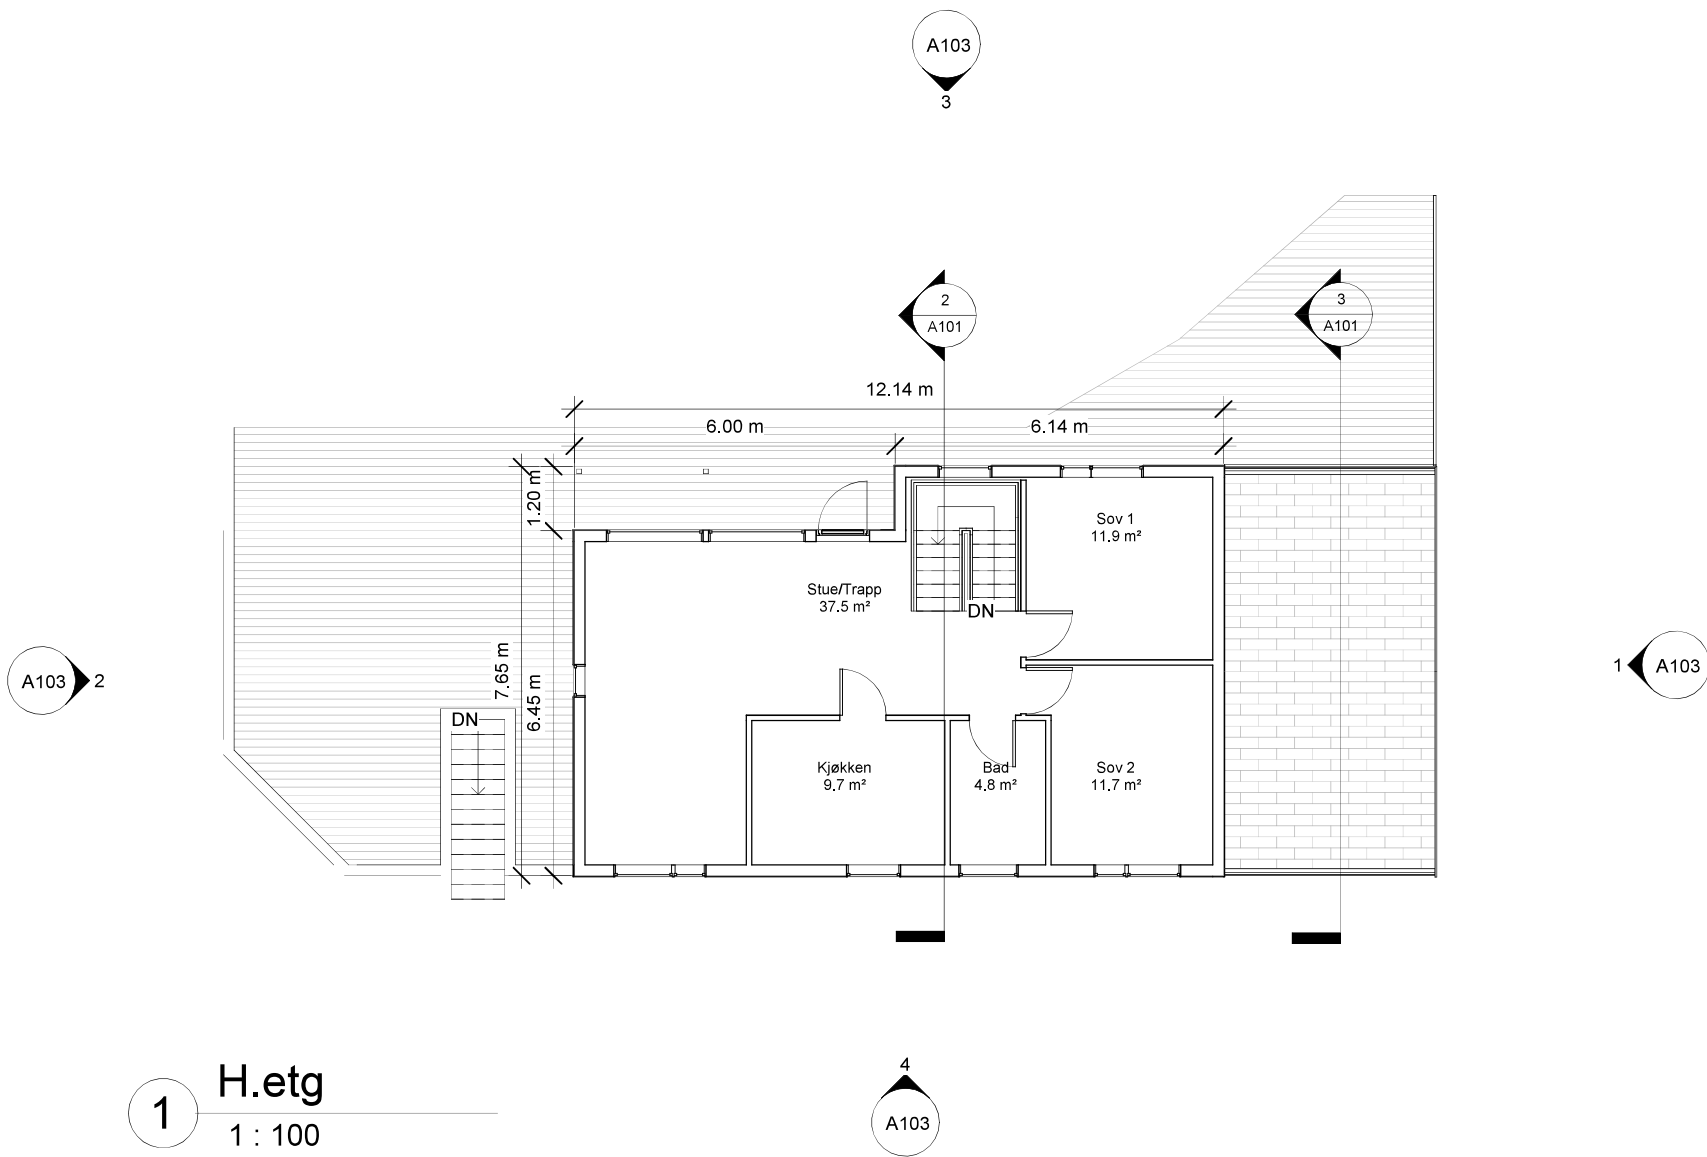 A103
3
2
A101
3
A101
12.14 m
6.00 m
6.14 m
1.20 m
Sov 1
11.9 m²
Stue/Trapp
37.5 m²
DN
7.65 m
6.45 m
A103
2
1
A103
DN
Kjøkken
9.7 m²
Bad
4.8 m²
Sov 2
11.7 m²
4
A103
1
H.etg
1 : 100